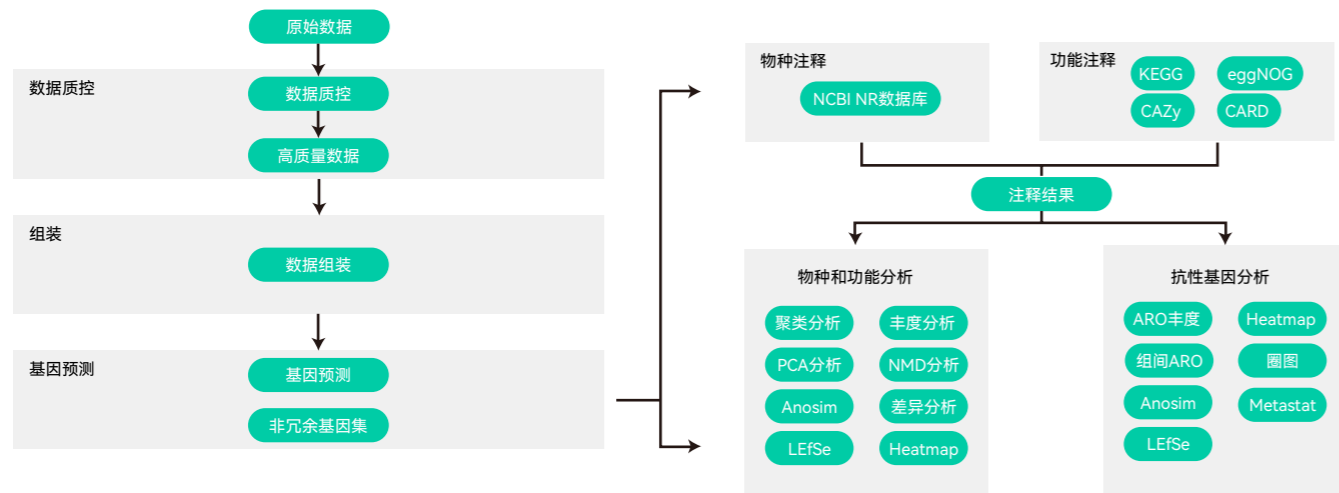 原始数据
数据质控
数据质控
高质量数据
组装
数据组装
基因预测
基因预测
非冗余基因集
物种注释
NCBI NR数据库
功能注释
KEGG
eggNOG
CAZy
CARD
注释结果
物种和功能分析
聚类分析
丰度分析
PCA分析
NMD分析
Anosim
差异分析
LEfSe
Heatmap
抗性基因分析
ARO丰度
Heatmap
组间ARO
圈图
Anosim
Metastat
LEfSe